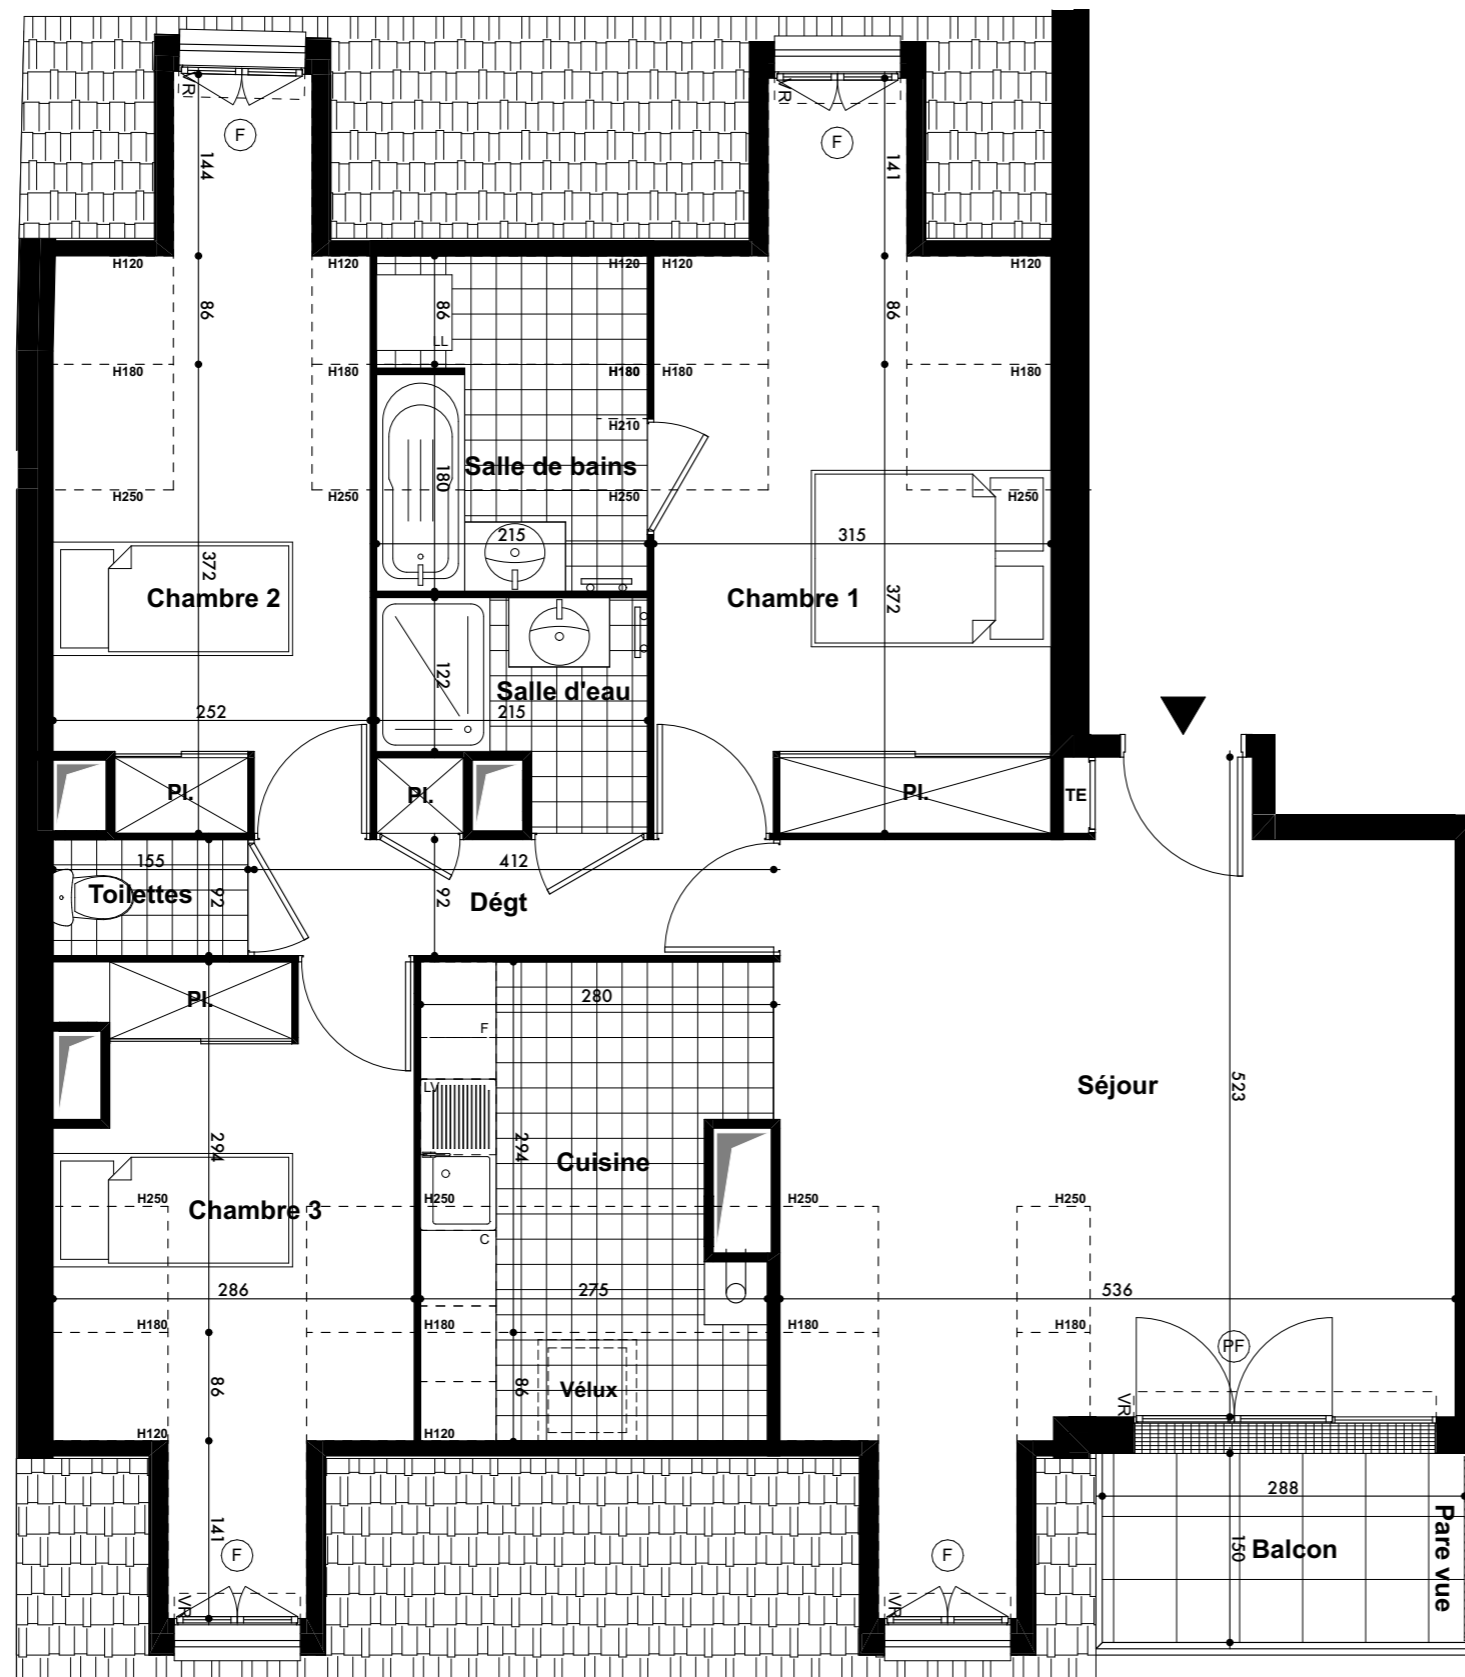 VR
F
144
VR
F
141
H120
H120
H120
H120
H120
86
86
LL
86
H180
H180
H180
H180
H180
H210
Salle de bains
180
H250
H250
H250
H250
215
315
372
Chambre 2
Chambre 1
372
122
Salle d'eau
252
215
Pl.
Pl.
Pl.
TE
155
412
Toilettes
92
92
Dégt
Pl.
280
F
LV
Séjour
523
294
294
Cuisine
H250
Chambre 3
H250
H250
H250
C
286
275
536
H180
H180
H180
H180
PF
86
86
Vélux
VR
H120
H120
288
141
F
F
150
Balcon
Pare vue
VR
VR